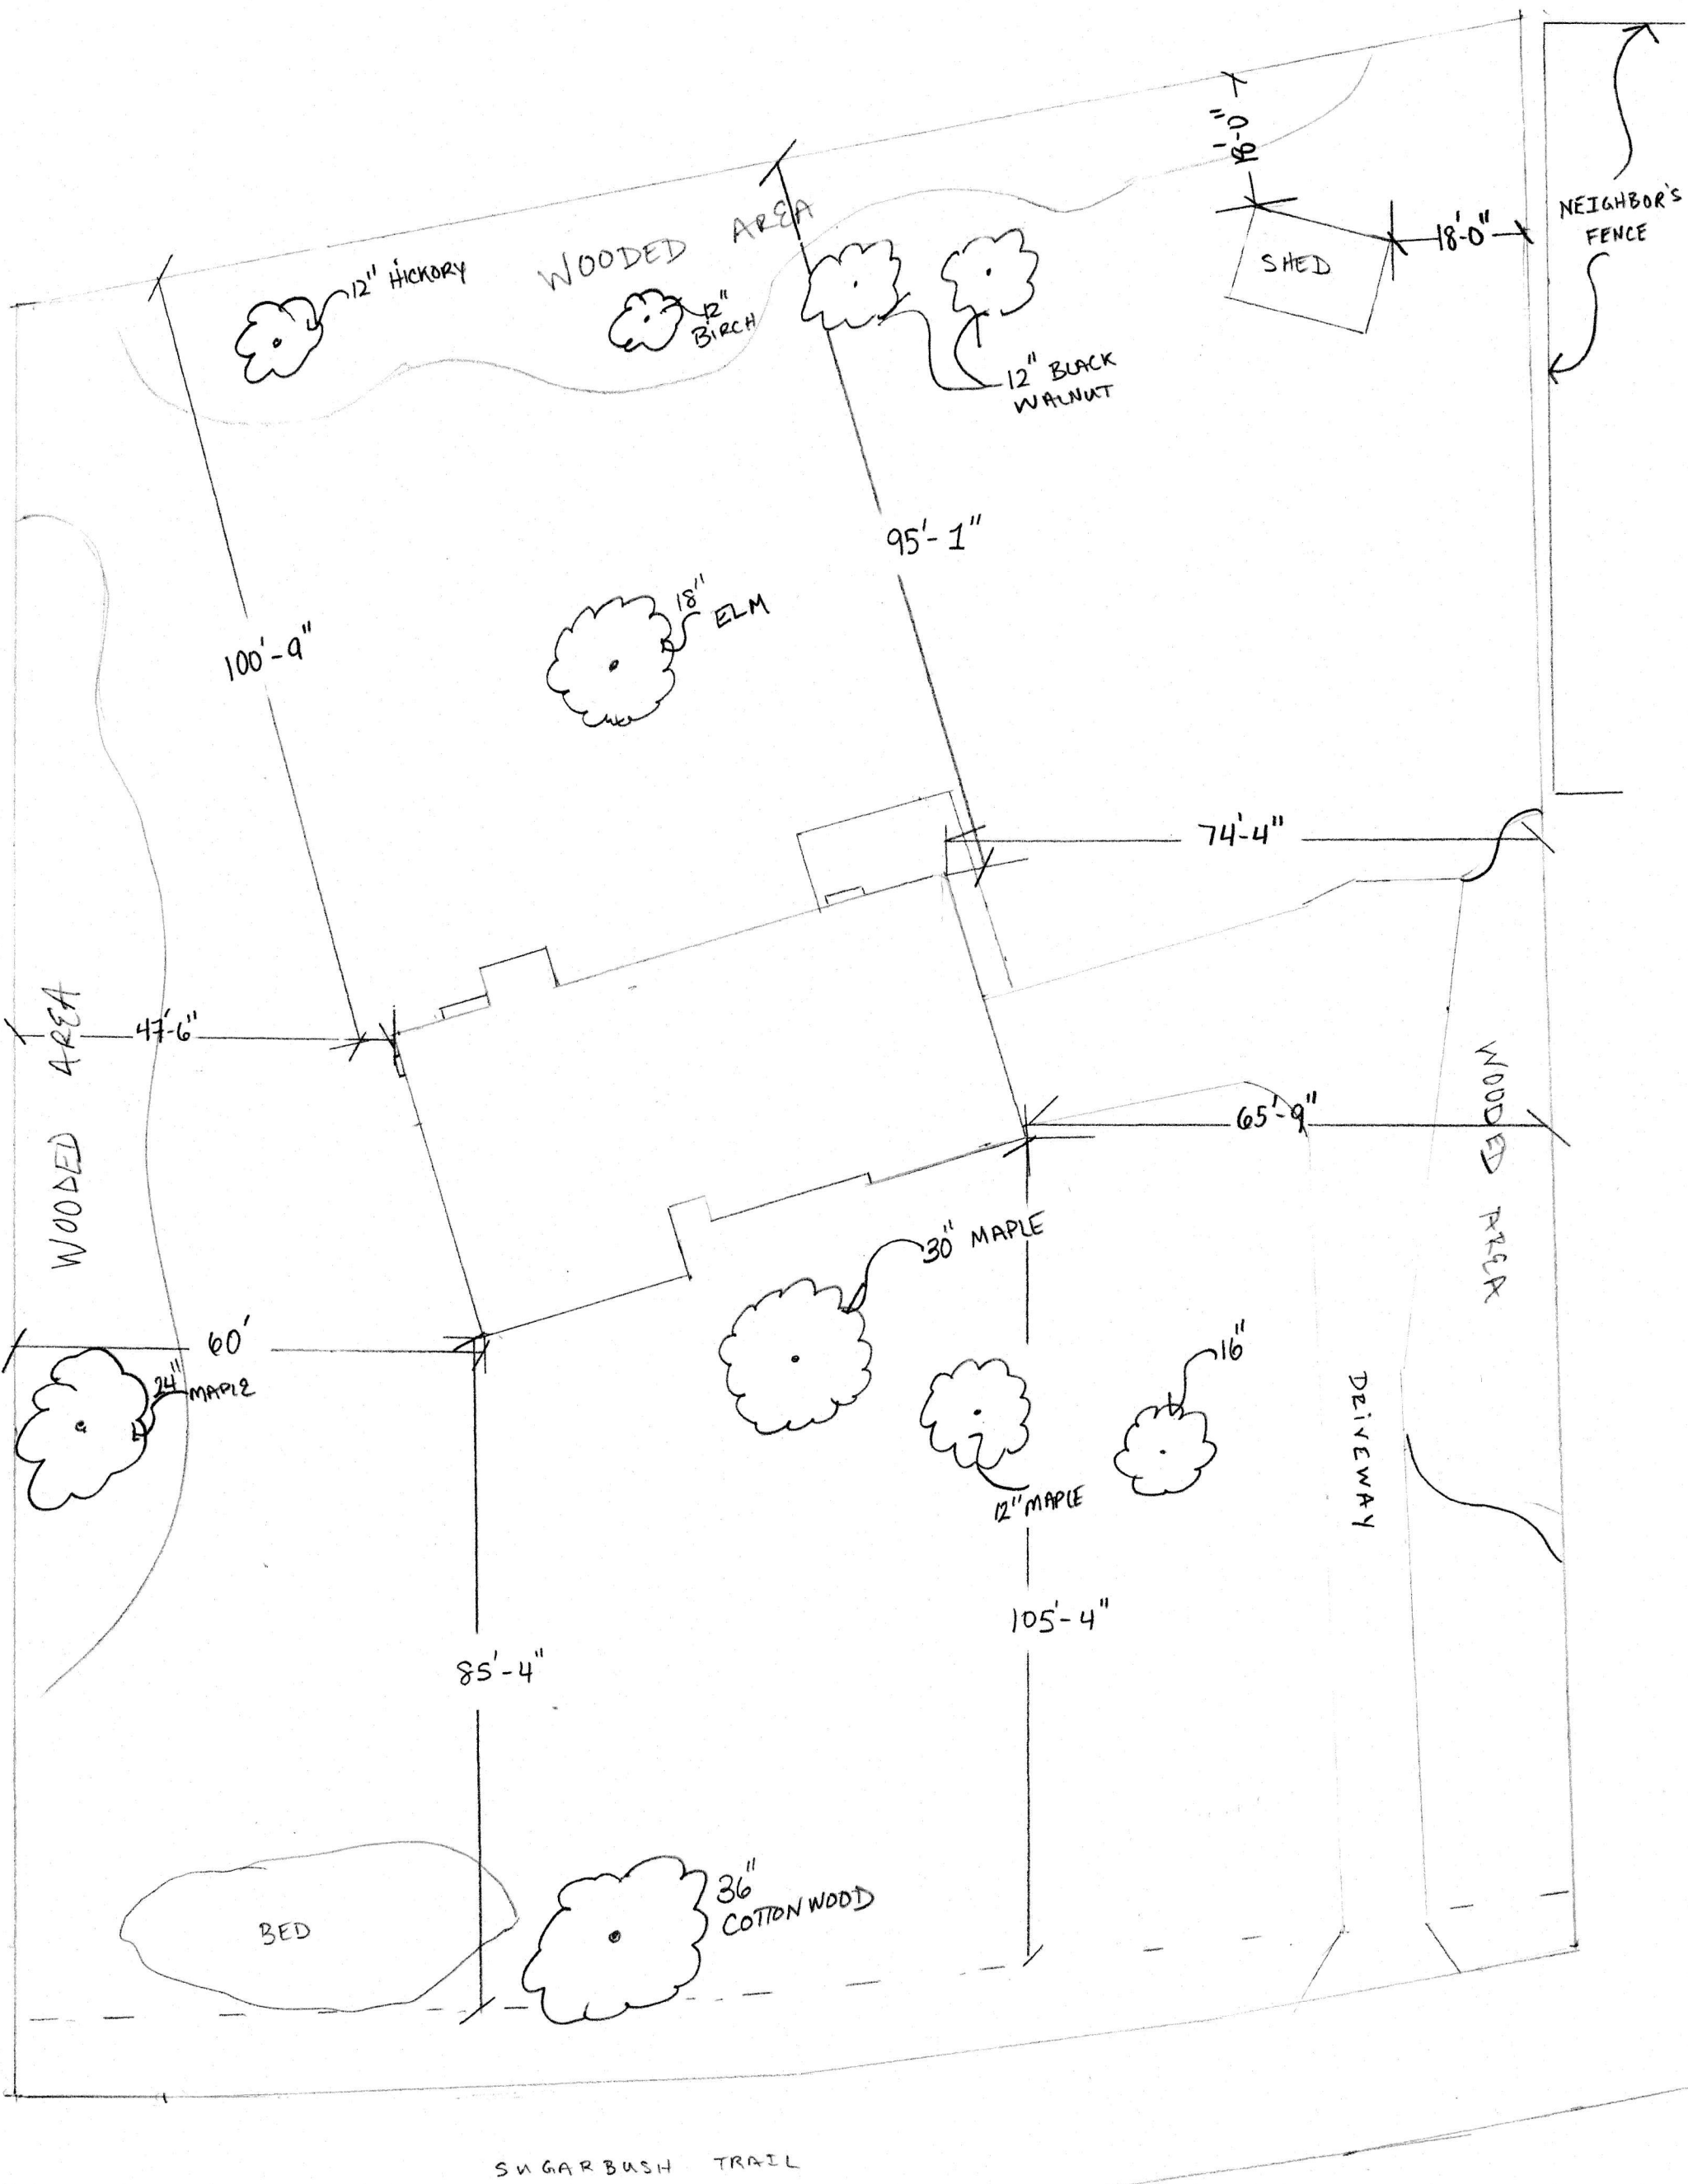 18'-0"
NEIGHBOR'S
FENCE
18'-0"
SHED
WOODED AREA
12" HICKORY
12"
BIRCH
12" BLACK
WALNUT
95'-1"
18"
ELM
100'-9"
74'-4"
47'-6"
WOODED AREA
65'-9"
WOODED AREA
30" MAPLE
60'
16"
24"
MAPLE
DRIVEWAY
12" MAPLE
105'-4"
85'-4"
36"
COTTONWOOD
BED
SUGARBUSH TRAIL